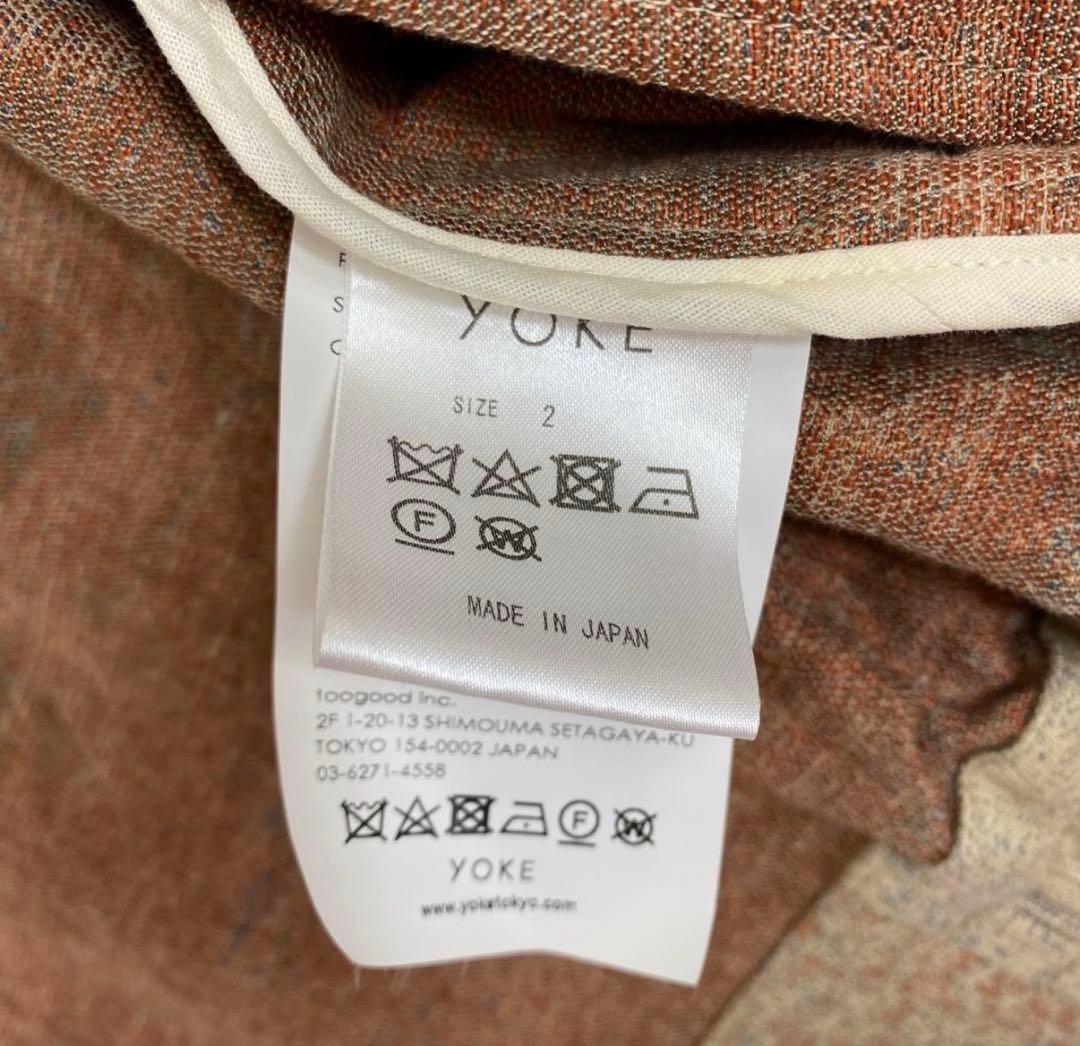 YOKE
SIZE 2
F
W
MADE IN JAPAN
toogood inc.
2F 1-20-13 SHIMOUMA SETAGAYA-KU
TOKYO 154-0002 JAPAN
03-6271-4558
F W
YOKE
www.yoketokyo.com